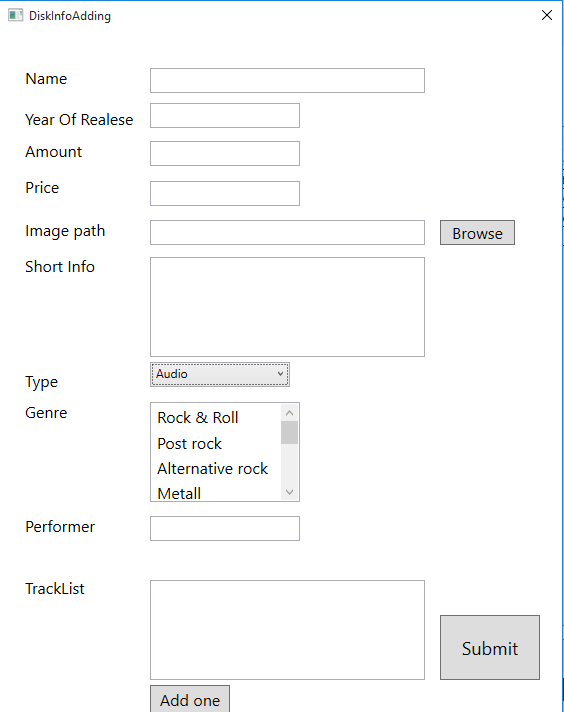 DiskInfoAdding
Name
Year Of Realese
Amount
Price
Image path
Browse
Short Info
Type
Audio
Genre
Rock & Roll
Post rock
Alternative rock
Metall
Performer
TrackList
Submit
Add one